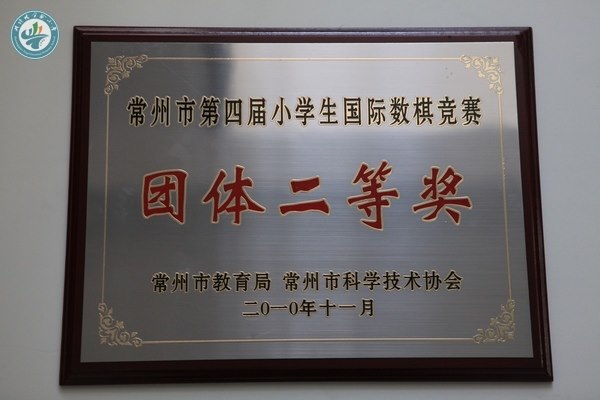 常州市第四届小学生国际数棋竞赛
团体二等奖
常州市教育局 常州市科学技术协会
二〇一〇年十一月